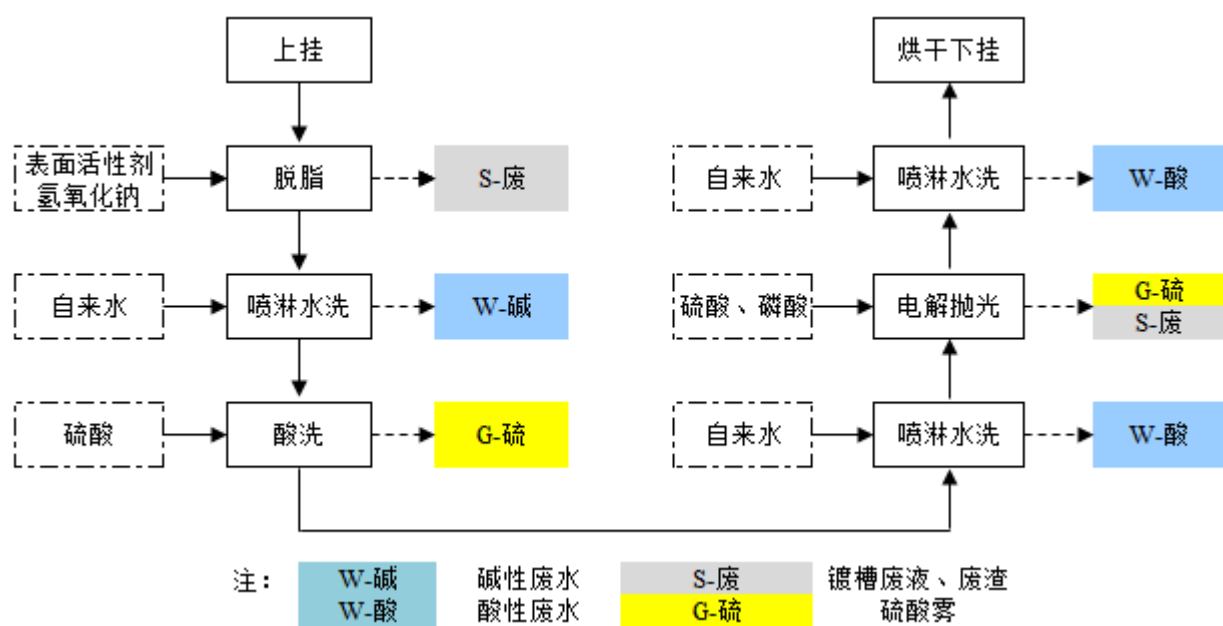 上挂
烘干下挂
表面活性剂
氢氧化钠
脱脂
S-废
自来水
喷淋水洗
W-酸
自来水
喷淋水洗
W-碱
硫酸、磷酸
电解抛光
G-硫
S-废
硫酸
酸洗
G-硫
自来水
喷淋水洗
W-酸
注：
W-碱
碱性废水
S-废
镀槽废液、废渣
W-酸
酸性废水
G-硫
硫酸雾